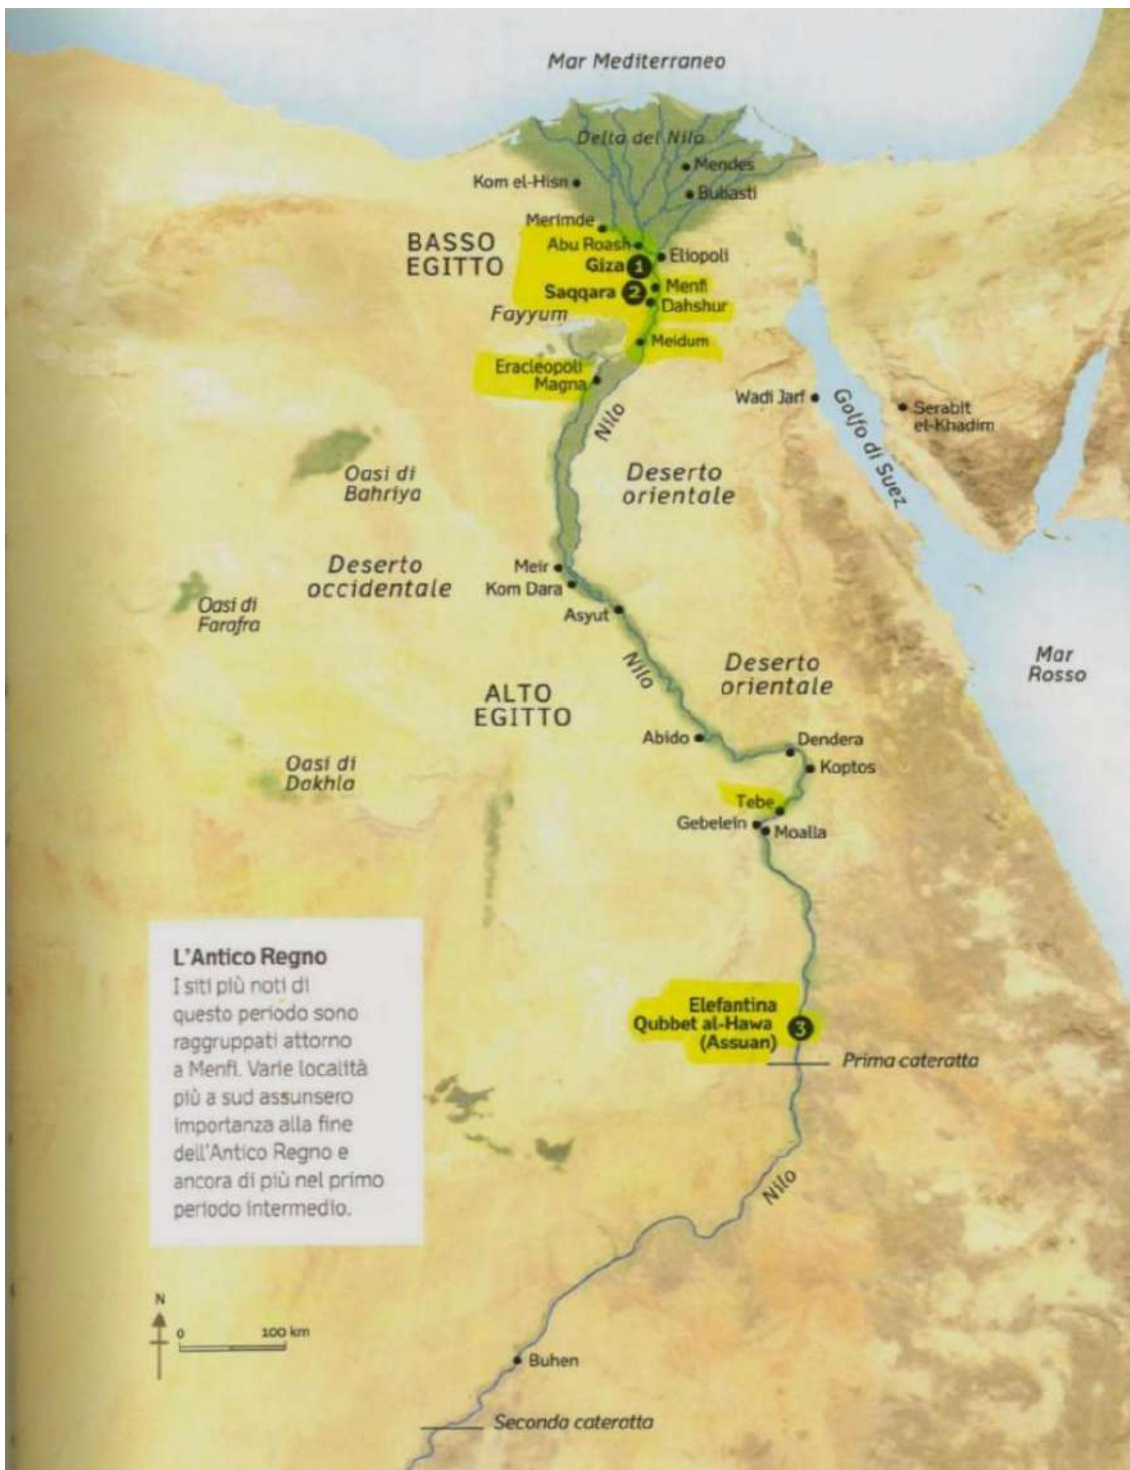 Mar Mediterraneo
Delta del Nilo
Mendes
Kom el-Hisn
Bubasti
Merimde
BASSO
EGITTO
Abu Roash
Eliopoli
Giza 1
Saqqara 2
Menfi
Dahshur
Fayyum
Meidum
Eracleopoli
Magna
Nilo
Wadi Jarf
Golfo di Suez
Serabit
el-Khadim
Oasi di
Bahriya
Deserto
orientale
Deserto
occidentale
Meir
Kom Dara
Asyut
Oasi di
Farafra
Nilo
Deserto
orientale
Mar
Rosso
ALTO
EGITTO
Abido
Dendera
Koptos
Oasi di
Dakhla
Tebe
Gebelein
Moalla
L'Antico Regno
I siti più noti di
questo periodo sono
raggruppati attorno
a Menfi. Varie località
più a sud assunsero
importanza alla fine
dell'Antico Regno e
ancora di più nel primo
periodo intermedio.
Elefantina
Qubbet al-Hawa
(Assuan)
3
Prima cateratta
Nilo
N
0 100 km
Buhen
Seconda cateratta